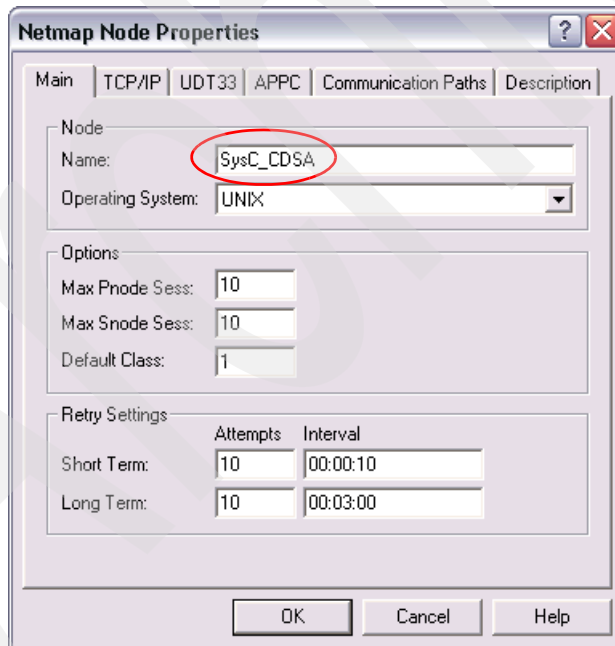 Netmap Node Properties
Main TCP/IP UDT33 APPC Communication Paths Description
Node
Name: SysC_CDSA
Operating System: UNIX
Options
Max Pnode Sess: 10
Max Snode Sess: 10
Default Class: 1
Retry Settings
Attempts Interval
Short Term: 10 00:00:10
Long Term: 10 00:03:00
OK Cancel Help